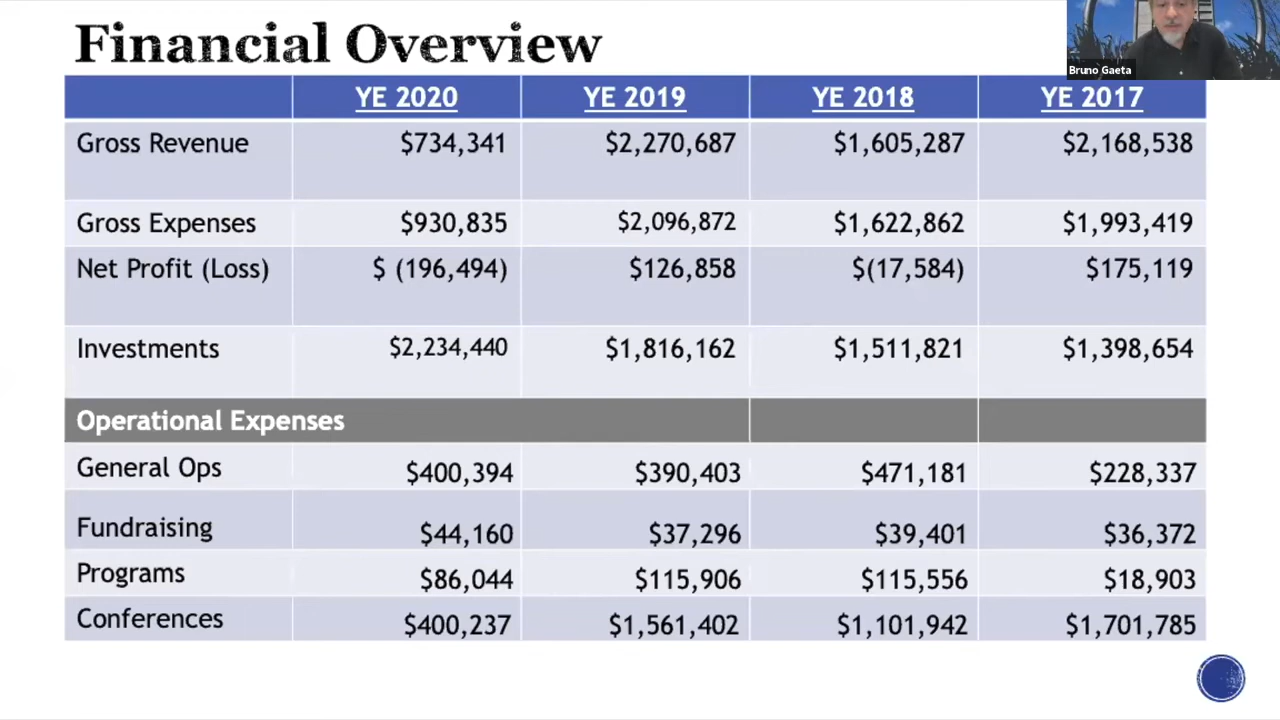 Financial Overview
Bruno Gaeta
YE 2020 YE 2019 YE 2018 YE 2017
Gross Revenue $734,341 $2,270,687 $1,605,287 $2,168,538
Gross Expenses $930,835 $2,096,872 $1,622,862 $1,993,419
Net Profit (Loss) $ (196,494) $126,858 $(17,584) $175,119
Investments $2,234,440 $1,816,162 $1,511,821 $1,398,654
Operational Expenses
General Ops $400,394 $390,403 $471,181 $228,337
Fundraising $44,160 $37,296 $39,401 $36,372
Programs $86,044 $115,906 $115,556 $18,903
Conferences $400,237 $1,561,402 $1,101,942 $1,701,785